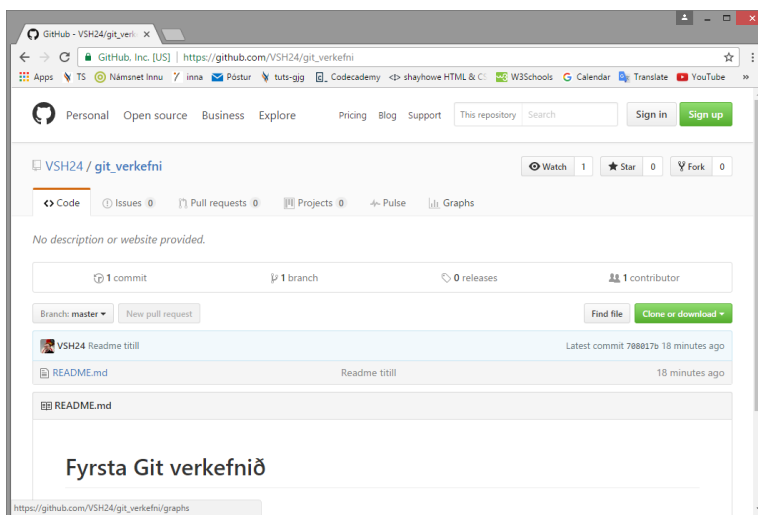 GitHub - VSH24/git_verk
GitHub, Inc. [US] | https://github.com/VSH24/git_verkefni
Apps TS Námsnet Innu inna Póstur tuts-gjg Codecademy <> shayhowe HTML & C W3Schools Calendar Translate YouTube »
Personal Open source Business Explore Pricing Blog Support This repository Search Sign in Sign up
VSH24 / git_verkefni Watch 1 Star 0 Fork 0
<> Code Issues 0 Pull requests 0 Projects 0 Pulse Graphs
No description or website provided.
1 commit 1 branch 0 releases 1 contributor
Branch: master New pull request Find file Clone or download
VSH24 Readme titill Latest commit 708017b 18 minutes ago
README.md Readme titill 18 minutes ago
README.md
Fyrsta Git verkefnið
https://github.com/VSH24/git_verkefni/graphs